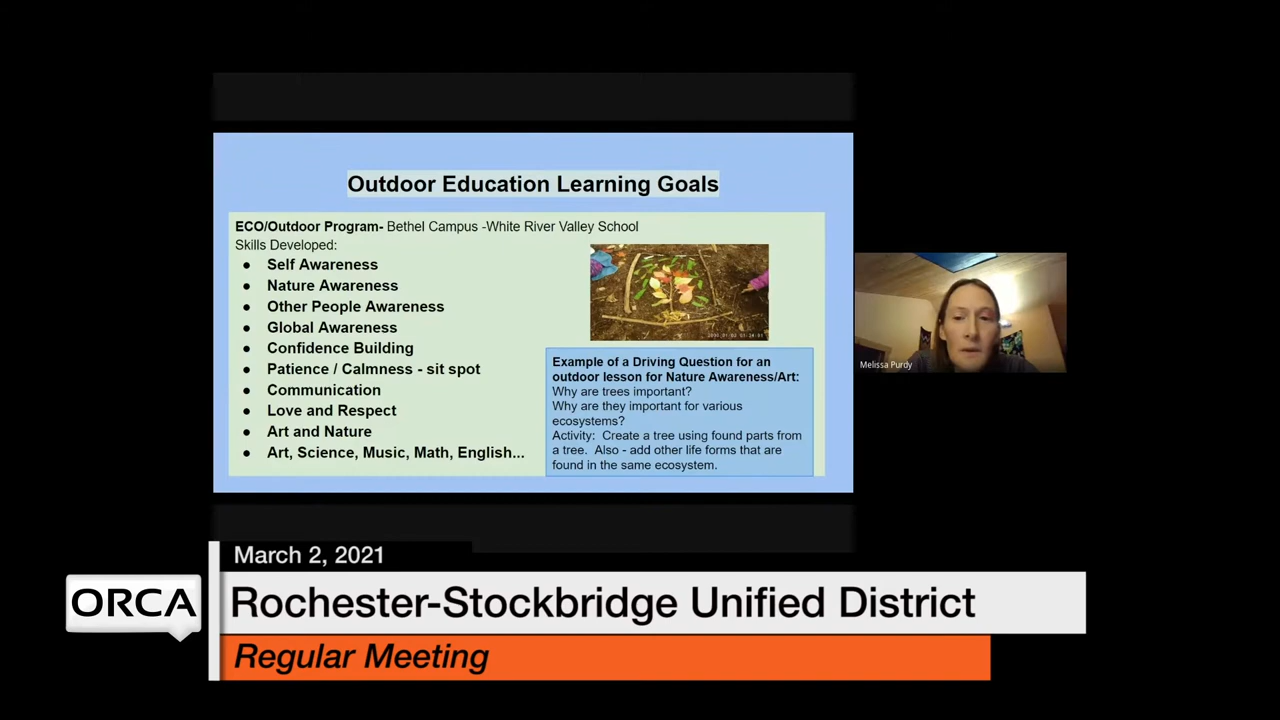 Outdoor Education Learning Goals
ECO/Outdoor Program- Bethel Campus -White River Valley School
Skills Developed:
● Self Awareness
● Nature Awareness
● Other People Awareness
● Global Awareness
● Confidence Building
● Patience / Calmness - sit spot
● Communication
● Love and Respect
● Art and Nature
● Art, Science, Music, Math, English...
Example of a Driving Question for an
outdoor lesson for Nature Awareness/Art:
Why are trees important?
Why are they important for various
ecosystems?
Activity: Create a tree using found parts from
a tree. Also - add other life forms that are
found in the same ecosystem.
Melissa Purdy
March 2, 2021
ORCA
Rochester-Stockbridge Unified District
Regular Meeting